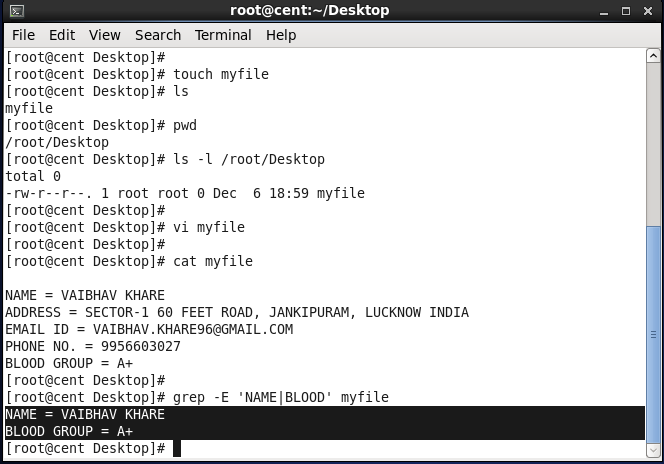 root@cent:~/Desktop
File Edit View Search Terminal Help
[root@cent Desktop]#
[root@cent Desktop]# touch myfile
[root@cent Desktop]# ls
myfile
[root@cent Desktop]# pwd
/root/Desktop
[root@cent Desktop]# ls -l /root/Desktop
total 0
-rw-r--r--. 1 root root 0 Dec  6 18:59 myfile
[root@cent Desktop]#
[root@cent Desktop]# vi myfile
[root@cent Desktop]#
[root@cent Desktop]# cat myfile

NAME = VAIBHAV KHARE
ADDRESS = SECTOR-1 60 FEET ROAD, JANKIPURAM, LUCKNOW INDIA
EMAIL ID = VAIBHAV.KHARE96@GMAIL.COM
PHONE NO. = 9956603027
BLOOD GROUP = A+
[root@cent Desktop]#
[root@cent Desktop]# grep -E 'NAME|BLOOD' myfile
NAME = VAIBHAV KHARE
BLOOD GROUP = A+
[root@cent Desktop]#